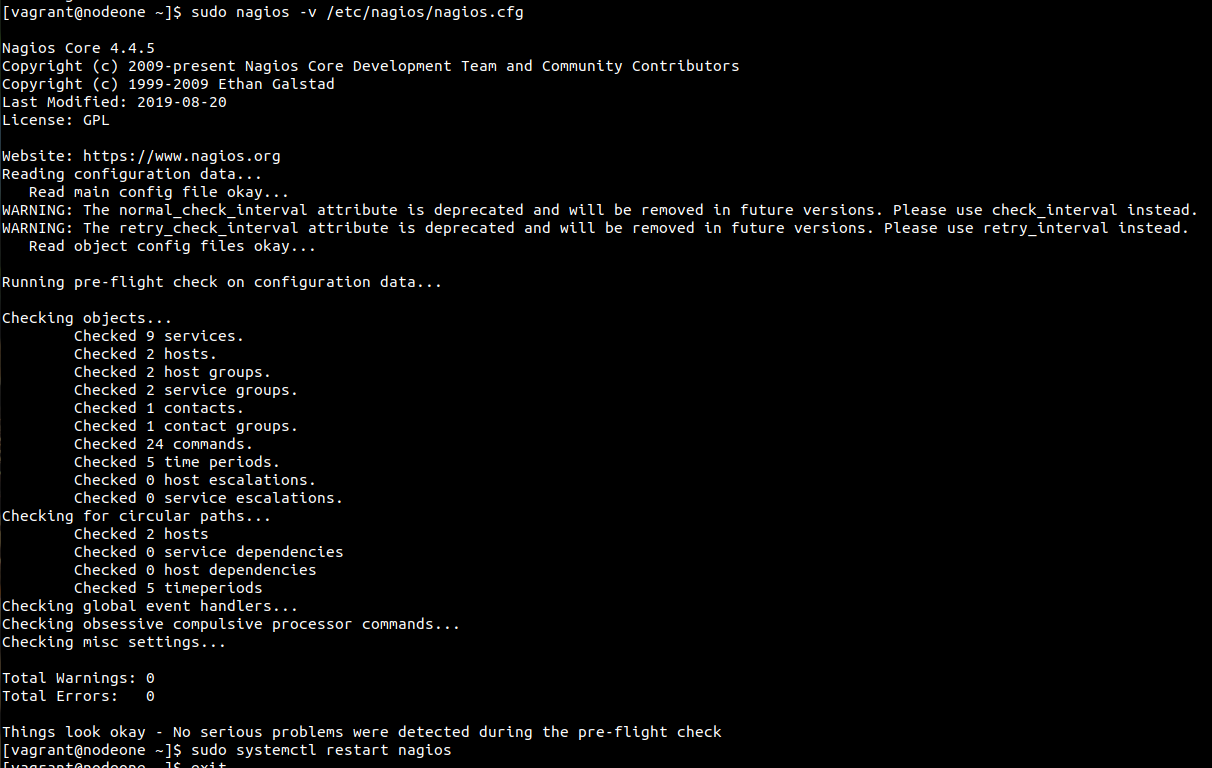 [vagrant@nodeone ~]$ sudo nagios -v /etc/nagios/nagios.cfg
Nagios Core 4.4.5
Copyright (c) 2009-present Nagios Core Development Team and Community Contributors
Copyright (c) 1999-2009 Ethan Galstad
Last Modified: 2019-08-20
License: GPL
Website: https://www.nagios.org
Reading configuration data...
   Read main config file okay...
WARNING: The normal_check_interval attribute is deprecated and will be removed in future versions. Please use check_interval instead.
WARNING: The retry_check_interval attribute is deprecated and will be removed in future versions. Please use retry_interval instead.
   Read object config files okay...
Running pre-flight check on configuration data...
Checking objects...
        Checked 9 services.
        Checked 2 hosts.
        Checked 2 host groups.
        Checked 2 service groups.
        Checked 1 contacts.
        Checked 1 contact groups.
        Checked 24 commands.
        Checked 5 time periods.
        Checked 0 host escalations.
        Checked 0 service escalations.
Checking for circular paths...
        Checked 2 hosts
        Checked 0 service dependencies
        Checked 0 host dependencies
        Checked 5 timeperiods
Checking global event handlers...
Checking obsessive compulsive processor commands...
Checking misc settings...
Total Warnings: 0
Total Errors:   0
Things look okay - No serious problems were detected during the pre-flight check
[vagrant@nodeone ~]$ sudo systemctl restart nagios
[vagrant@nodeone ~]$ exit